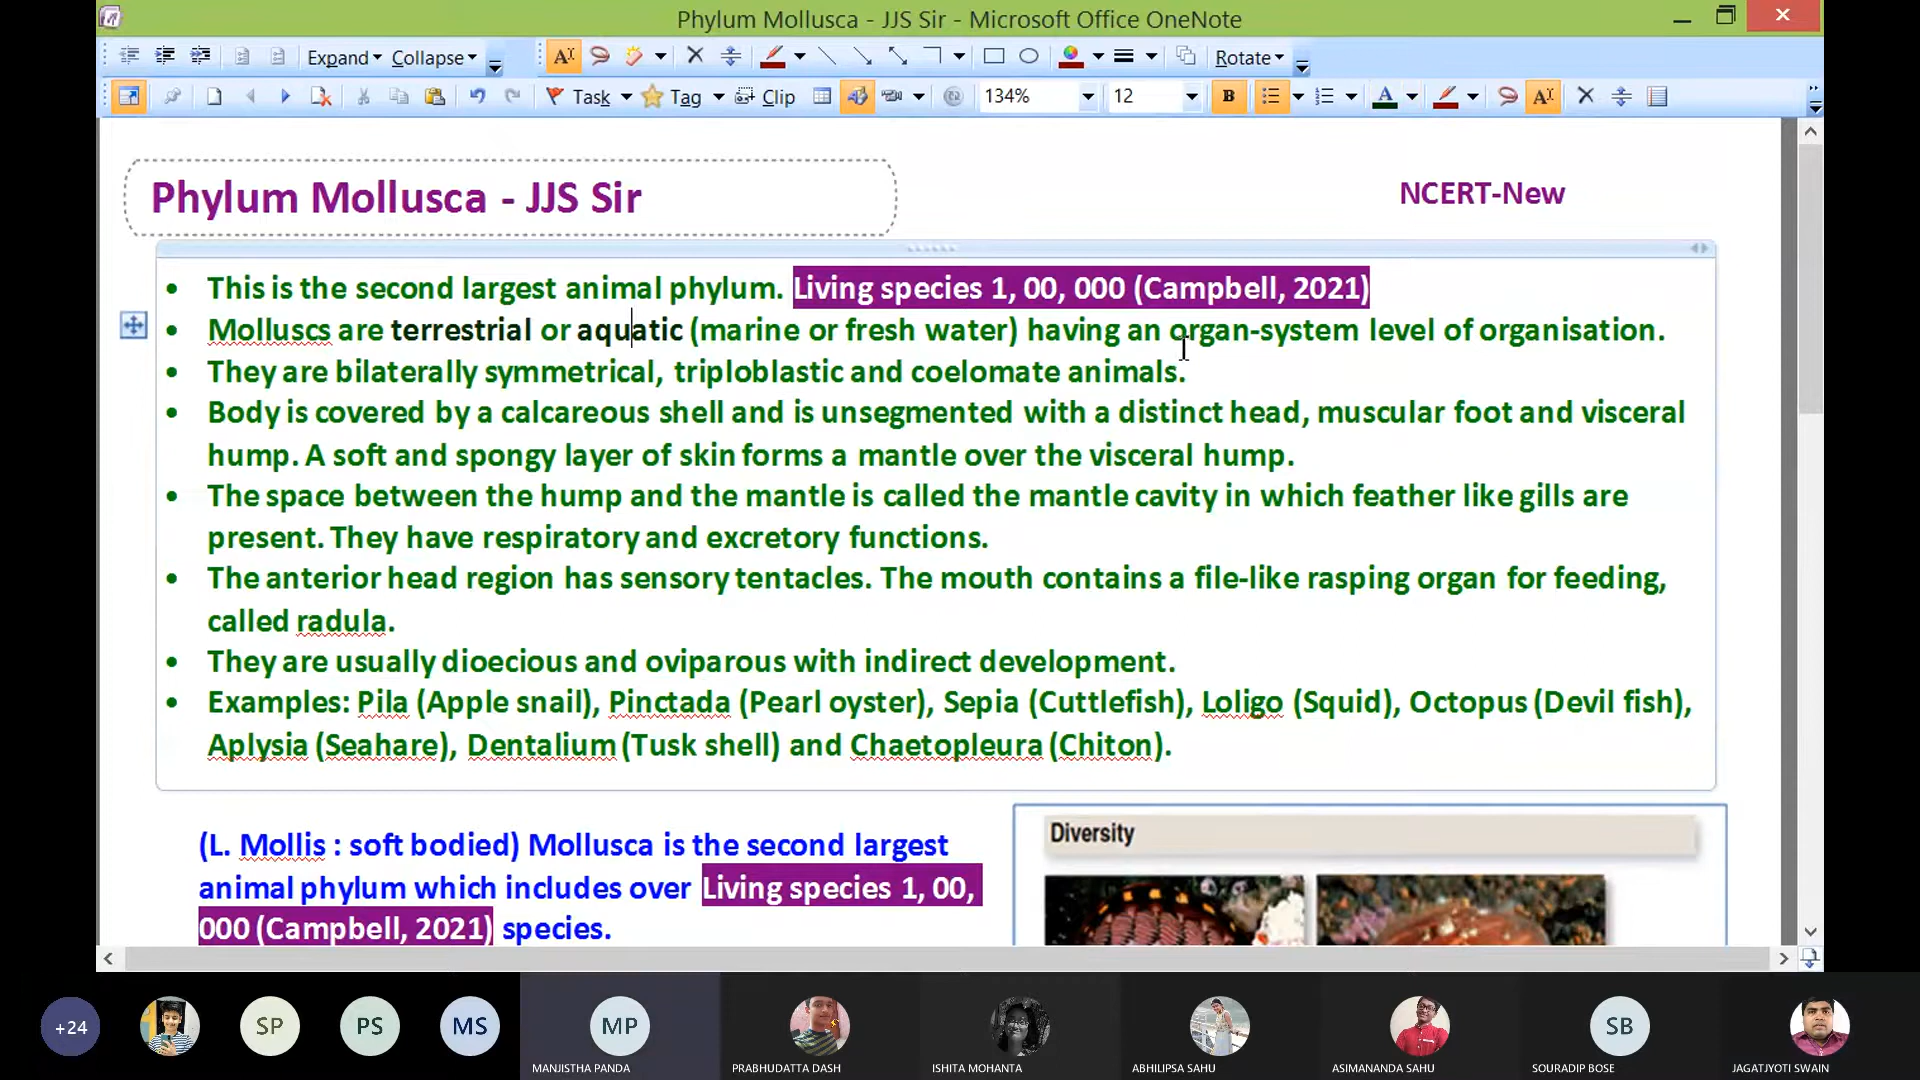 Phylum Mollusca - JJS Sir - Microsoft Office OneNote
Expand Collapse Rotate
Task Tag Clip 134% 12 B A
Phylum Mollusca - JJS Sir
NCERT-New
• This is the second largest animal phylum. Living species 1, 00, 000 (Campbell, 2021)
• Molluscs are terrestrial or aquatic (marine or fresh water) having an organ-system level of organisation.
• They are bilaterally symmetrical, triploblastic and coelomate animals.
• Body is covered by a calcareous shell and is unsegmented with a distinct head, muscular foot and visceral
hump. A soft and spongy layer of skin forms a mantle over the visceral hump.
• The space between the hump and the mantle is called the mantle cavity in which feather like gills are
present. They have respiratory and excretory functions.
• The anterior head region has sensory tentacles. The mouth contains a file-like rasping organ for feeding,
called radula.
• They are usually dioecious and oviparous with indirect development.
• Examples: Pila (Apple snail), Pinctada (Pearl oyster), Sepia (Cuttlefish), Loligo (Squid), Octopus (Devil fish),
Aplysia (Seahare), Dentalium (Tusk shell) and Chaetopleura (Chiton).
(L. Mollis : soft bodied) Mollusca is the second largest
animal phylum which includes over Living species 1, 00,
000 (Campbell, 2021) species.
Diversity
+24 SP PS MS MP SB
MANJISTHA PANDA PRABHUDATTA DASH ISHITA MOHANTA ABHILIPSA SAHU ASIMANANDA SAHU SOURADIP BOSE JAGATJYOTI SWAIN